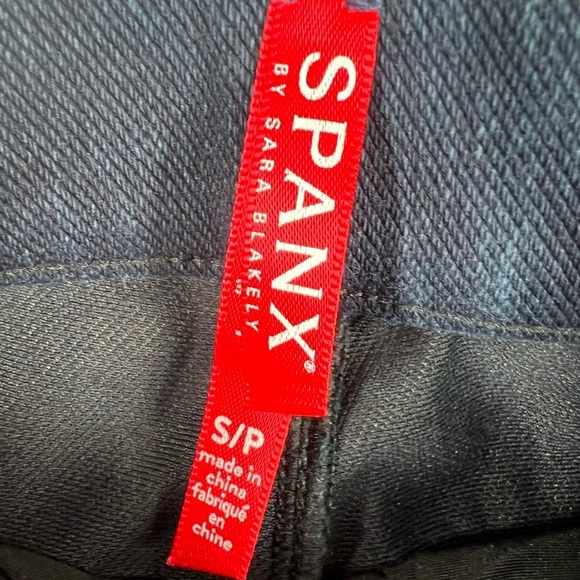 SPANX®
BY SARA BLAKELY
S/P
made in
china
fabriqué
en
chine